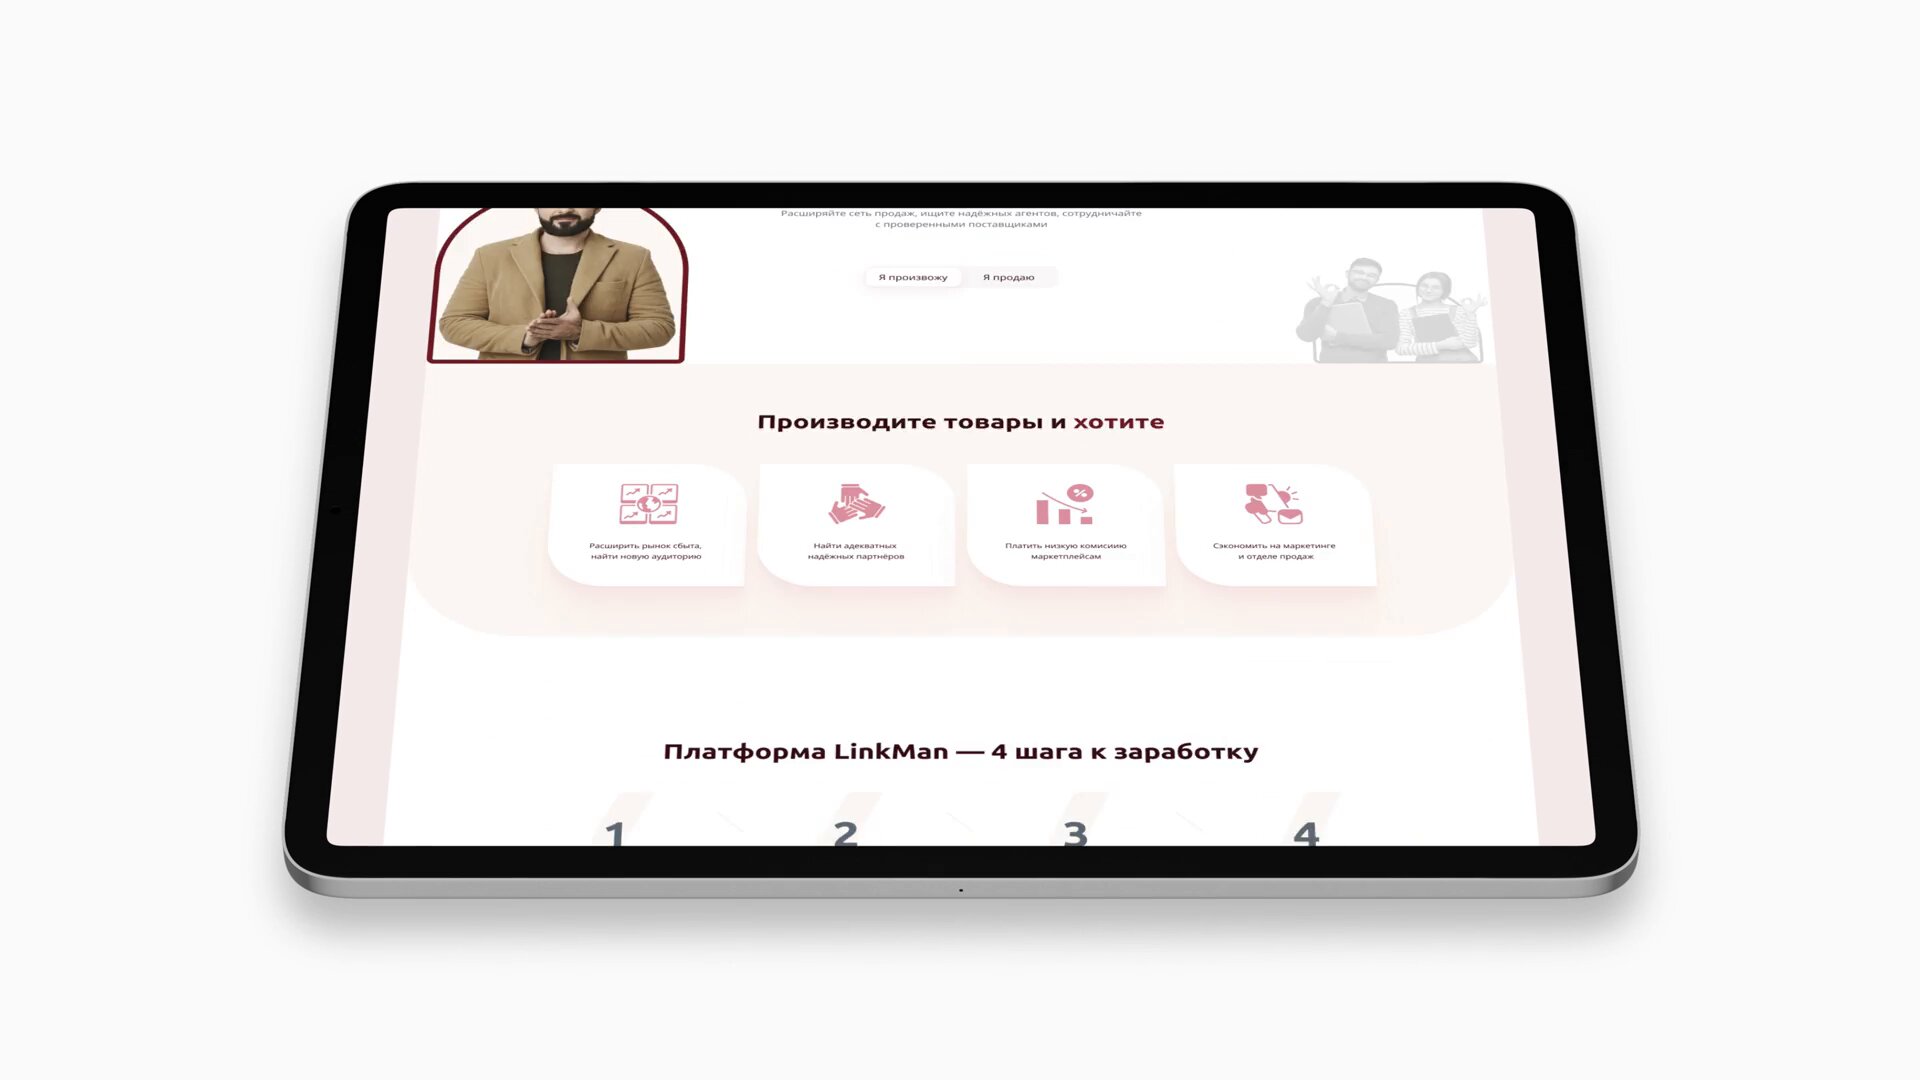 Расширяйте сеть продаж, ищите надёжных агентов, сотрудничайте
с проверенными поставщиками
Я произвожу
Я продаю
Производите товары и хотите
Расширить рынок сбыта,
найти новую аудиторию
Найти адекватных
надёжных партнёров
Платить низкую комисиию
маркетплейсам
Сэкономить на маркетинге
и отделе продаж
Платформа LinkMan — 4 шага к заработку
1
2
3
4